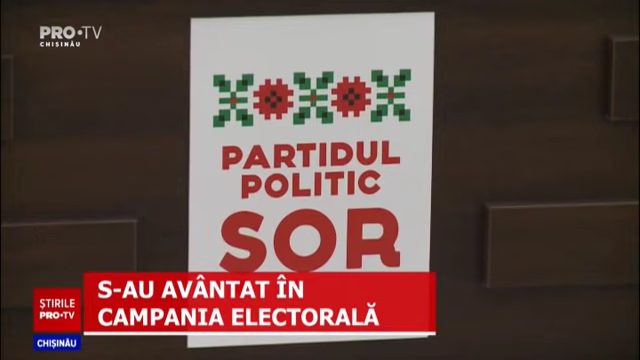 PRO•TV
CHIȘINĂU
PARTIDUL
POLITIC
SOR
S-AU AVÂNTAT ÎN
CAMPANIA ELECTORALĂ
ȘTIRILE
PRO•TV
CHIȘINĂU